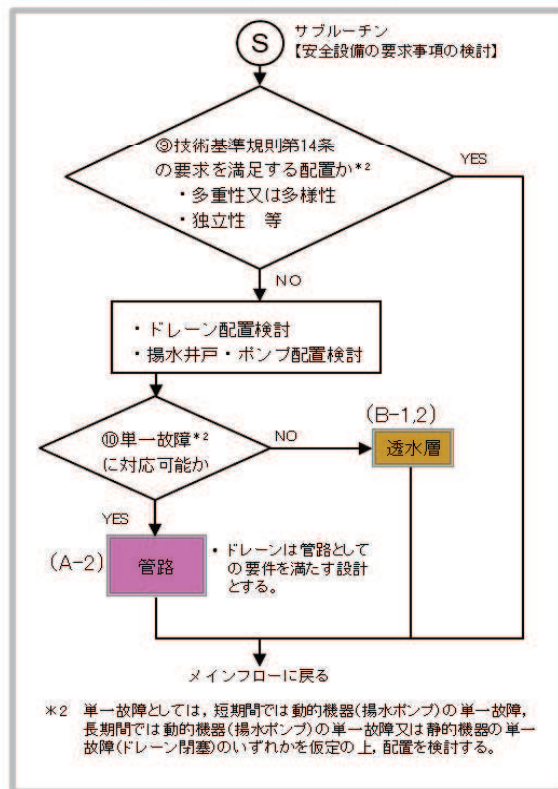 S
サブルーチン
【安全設備の要求事項の検討】
⑨技術基準規則第14条
の要求を満足する配置か*2
・多重性又は多様性
・独立性 等
YES
NO
・ドレーン配置検討
・揚水井戸・ポンプ配置検討
⑩単一故障*2
に対応可能か
NO
(B-1,2)
透水層
YES
(A-2)
管路
・ドレーンは管路として
の要件を満たす設計
とする。
メインフローに戻る
*2 単一故障としては，短期間では動的機器(揚水ポンプ)の単一故障，
長期間では動的機器(揚水ポンプ)の単一故障又は静的機器の単一
故障(ドレーン閉塞)のいずれかを仮定の上，配置を検討する。